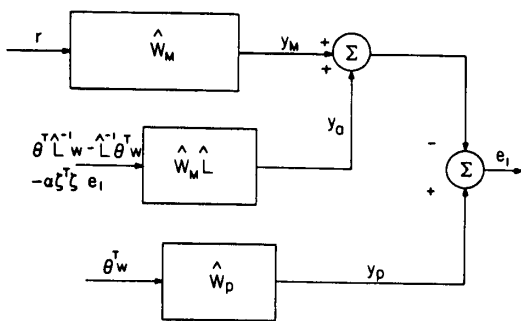 r
Ŵ_M
y_M
+
Σ
+
y_a
θ^T L̂^-1 w - L̂^-1 θ^T w
-αζ^T ζ e_1
Ŵ_M L̂
-
Σ
e_1
+
θ^T w
Ŵ_p
y_p